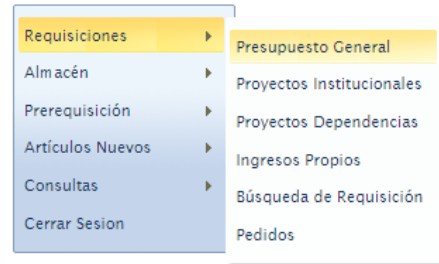 Requisiciones
Almacén
Prerequisición
Artículos Nuevos
Consultas
Cerrar Sesion
Presupuesto General
Proyectos Institucionales
Proyectos Dependencias
Ingresos Propios
Búsqueda de Requisición
Pedidos